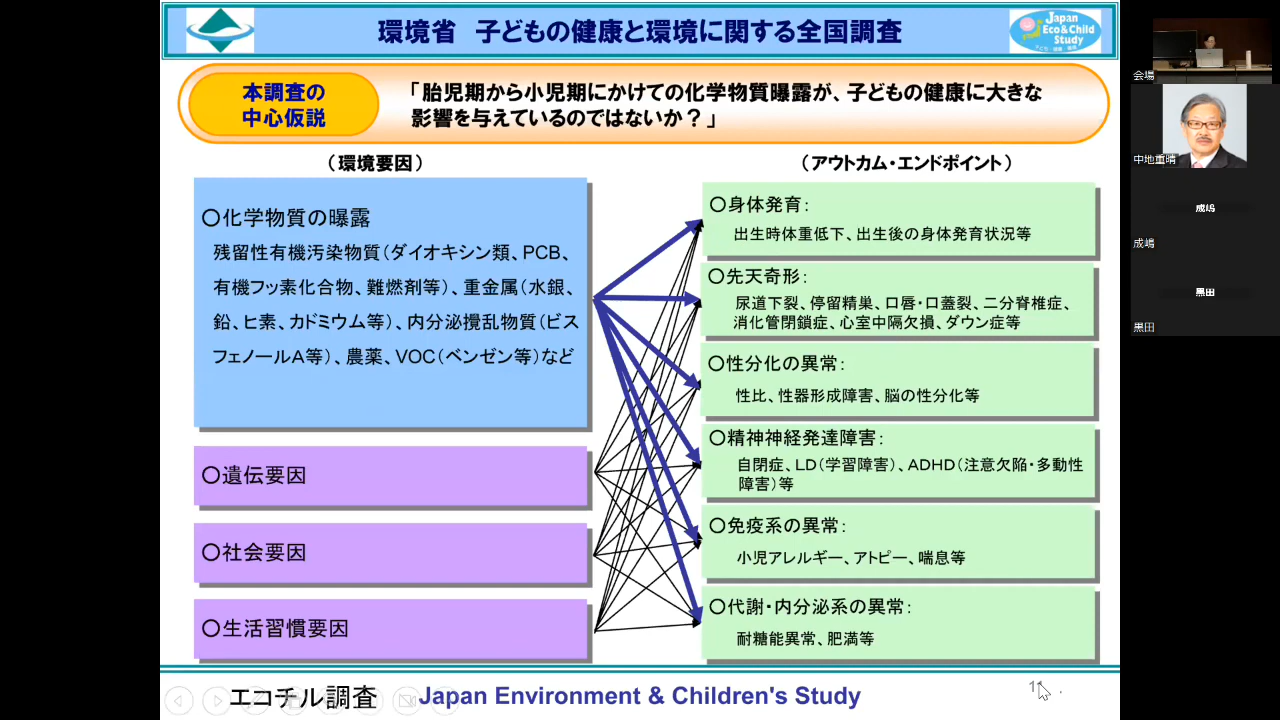 環境省 子どもの健康と環境に関する全国調査
Japan
Eco&Child
Study
子ども・健康・環境
本調査の
中心仮説
「胎児期から小児期にかけての化学物質曝露が、子どもの健康に大きな
影響を与えているのではないか？」
（環境要因）
（アウトカム・エンドポイント）
○化学物質の曝露
残留性有機汚染物質（ダイオキシン類、PCB、
有機フッ素化合物、難燃剤等）、重金属（水銀、
鉛、ヒ素、カドミウム等）、内分泌攪乱物質（ビス
フェノールA等）、農薬、VOC（ベンゼン等）など
○遺伝要因
○社会要因
○生活習慣要因
○身体発育：
出生時体重低下、出生後の身体発育状況等
○先天奇形：
尿道下裂、停留精巣、口唇・口蓋裂、二分脊椎症、
消化管閉鎖症、心室中隔欠損、ダウン症等
○性分化の異常：
性比、性器形成障害、脳の性分化等
○精神神経発達障害：
自閉症、LD（学習障害）、ADHD（注意欠陥・多動性
障害）等
○免疫系の異常：
小児アレルギー、アトピー、喘息等
○代謝・内分泌系の異常：
耐糖能異常、肥満等
エコチル調査
Japan Environment & Children's Study
会場
中地重晴
成嶋
成嶋
黒田
黒田